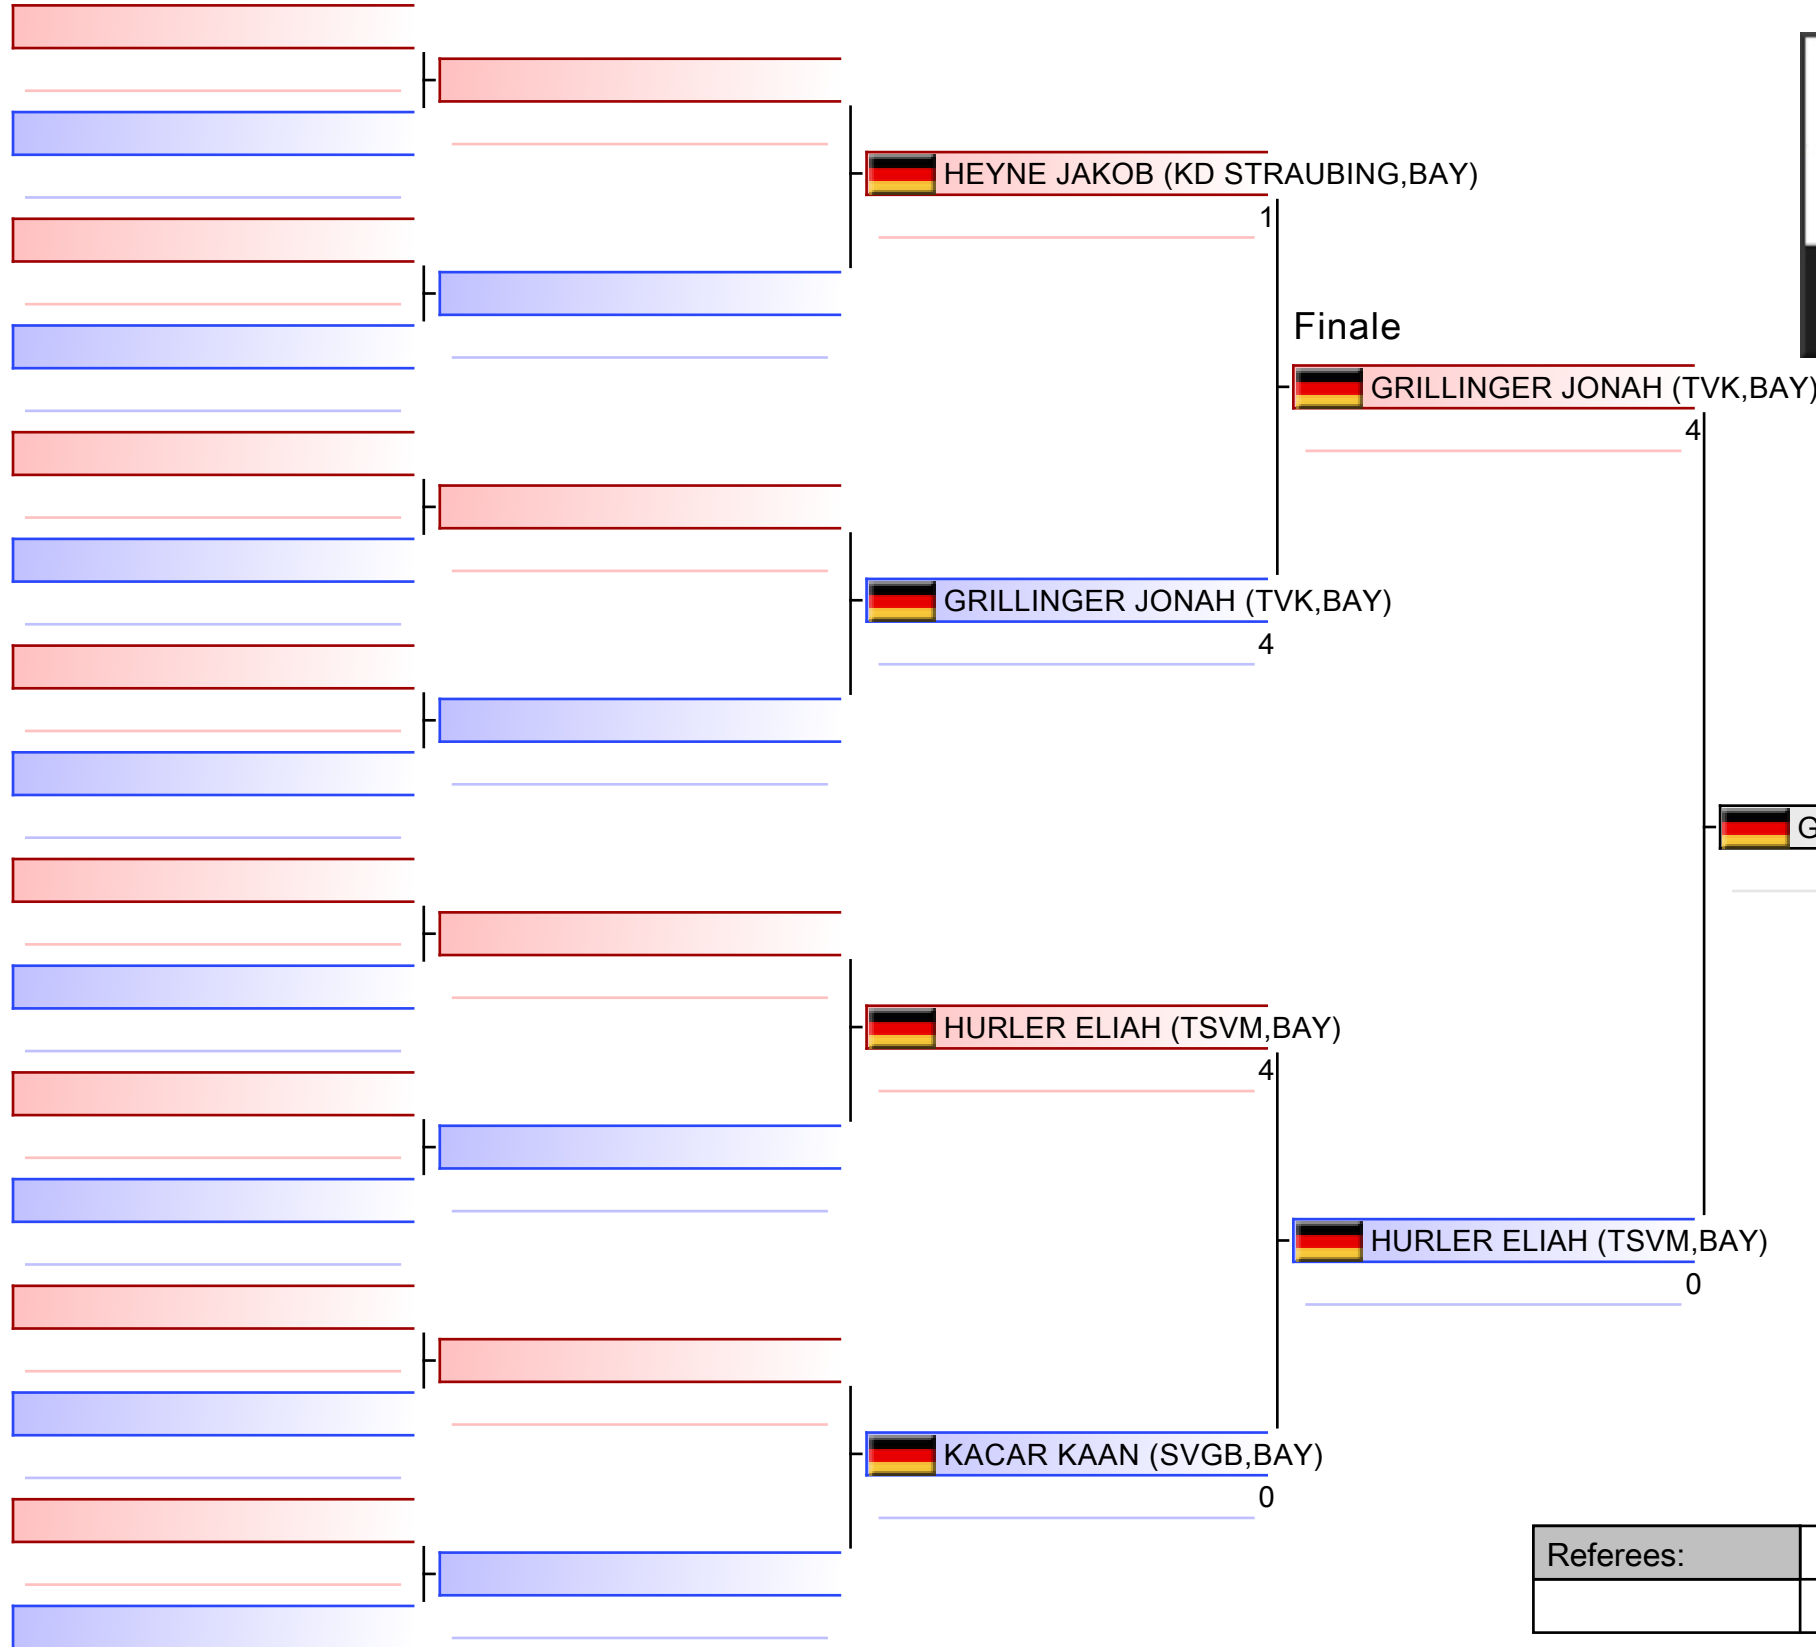 HEYNE JAKOB (KD STRAUBING,BAY)
1
Finale
GRILLINGER JONAH (TVK,BAY)
4
GRILLINGER JONAH (TVK,BAY)
4
G
HURLER ELIAH (TSVM,BAY)
4
HURLER ELIAH (TSVM,BAY)
0
KACAR KAAN (SVGB,BAY)
0
Referees: